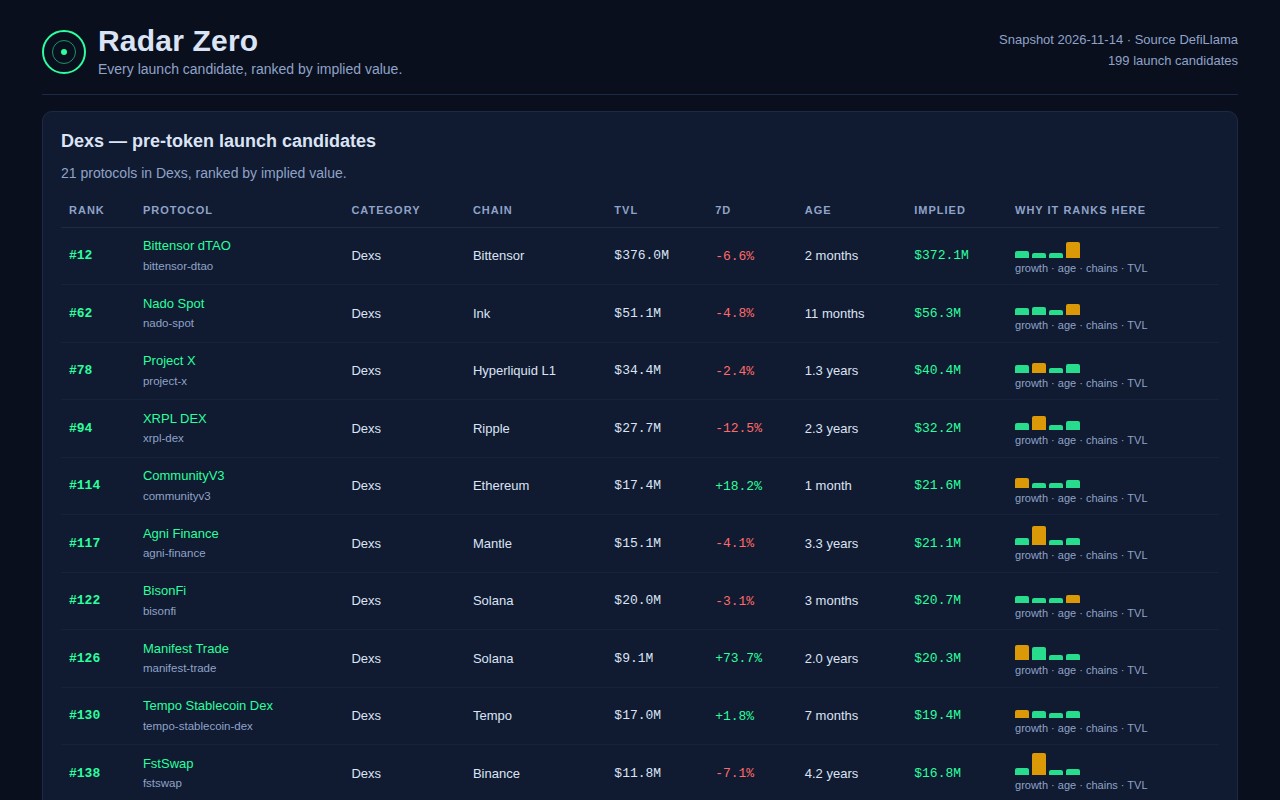 Radar Zero
Every launch candidate, ranked by implied value.
Snapshot 2026-11-14 · Source DefiLlama
199 launch candidates
Dexs — pre-token launch candidates
21 protocols in Dexs, ranked by implied value.
RANK PROTOCOL CATEGORY CHAIN TVL 7D AGE IMPLIED WHY IT RANKS HERE
#12 Bittensor dTAO Dexs Bittensor $376.0M -6.6% 2 months $372.1M
bittensor-dtao growth · age · chains · TVL
#62 Nado Spot Dexs Ink $51.1M -4.8% 11 months $56.3M
nado-spot growth · age · chains · TVL
#78 Project X Dexs Hyperliquid L1 $34.4M -2.4% 1.3 years $40.4M
project-x growth · age · chains · TVL
#94 XRPL DEX Dexs Ripple $27.7M -12.5% 2.3 years $32.2M
xrpl-dex growth · age · chains · TVL
#114 CommunityV3 Dexs Ethereum $17.4M +18.2% 1 month $21.6M
communityv3 growth · age · chains · TVL
#117 Agni Finance Dexs Mantle $15.1M -4.1% 3.3 years $21.1M
agni-finance growth · age · chains · TVL
#122 BisonFi Dexs Solana $20.0M -3.1% 3 months $20.7M
bisonfi growth · age · chains · TVL
#126 Manifest Trade Dexs Solana $9.1M +73.7% 2.0 years $20.3M
manifest-trade growth · age · chains · TVL
#130 Tempo Stablecoin Dex Dexs Tempo $17.0M +1.8% 7 months $19.4M
tempo-stablecoin-dex growth · age · chains · TVL
#138 FstSwap Dexs Binance $11.8M -7.1% 4.2 years $16.8M
fstswap growth · age · chains · TVL